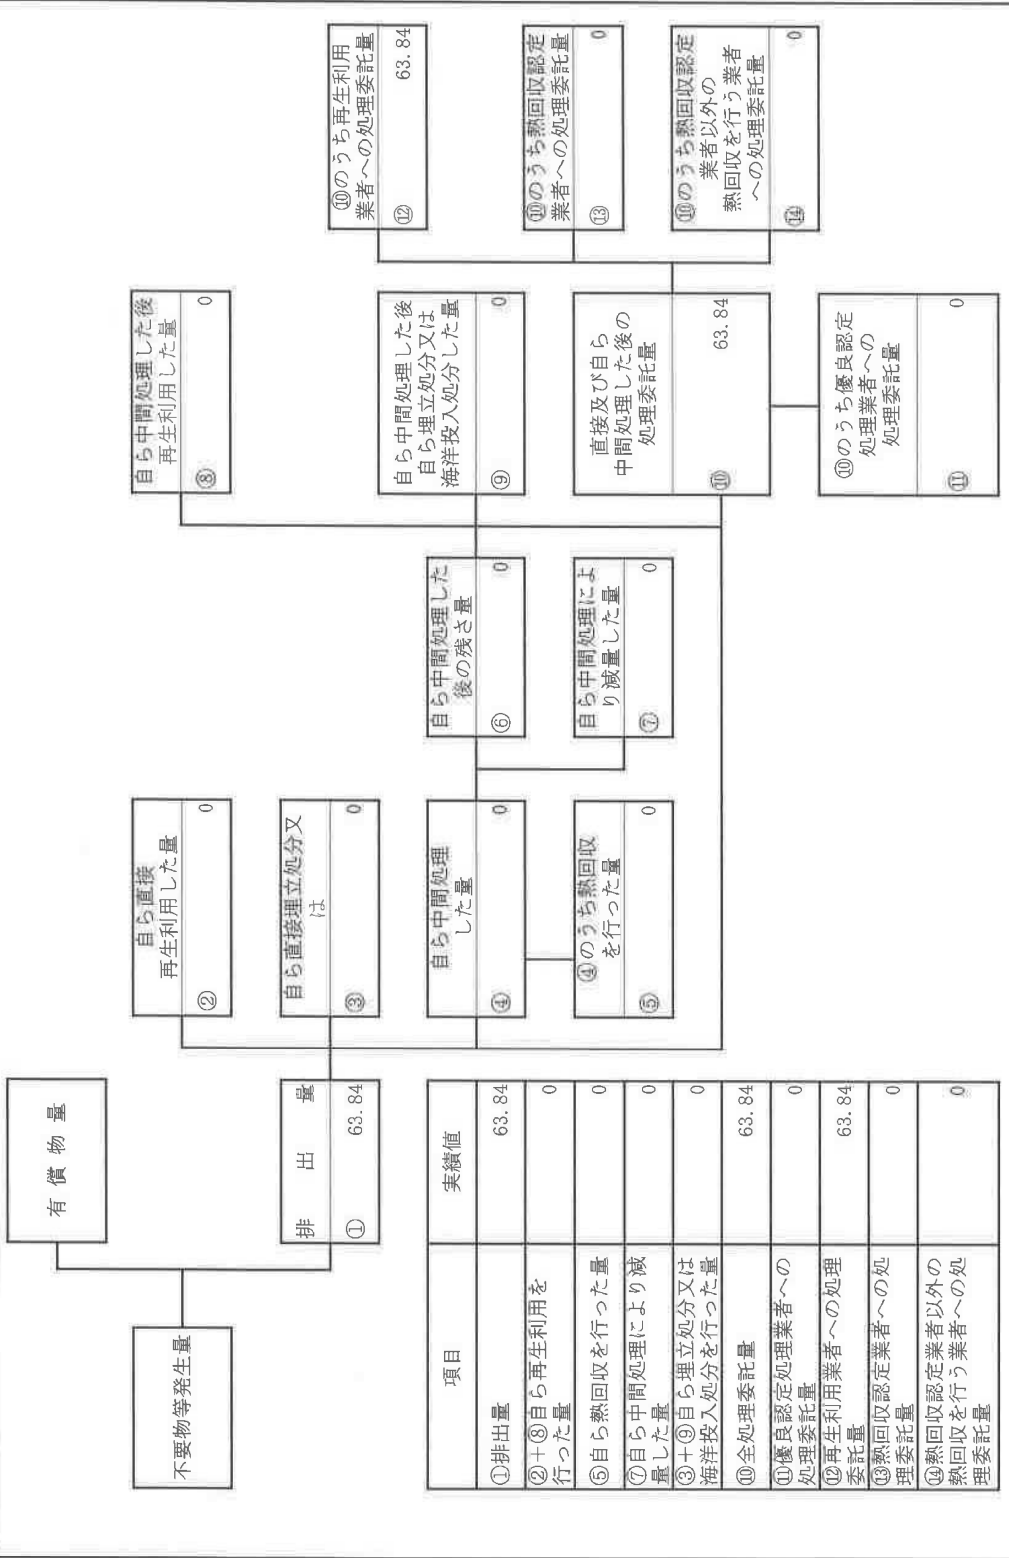 不要物等発生量
有償物量
排出量
① 63.84
自ら直接
再生利用した量
② 0
自ら直接埋立処分又
は
③ 0
自ら中間処理
した量
④ 0
④のうち熱回収
を行った量
⑤ 0
自ら中間処理した
後の残さ量
⑥ 0
自ら中間処理によ
り減量した量
⑦ 0
自ら中間処理した後
再生利用した量
⑧ 0
自ら中間処理した後
自ら埋立処分又は
海洋投入処分した量
⑨ 0
直接及び自ら
中間処理した後の
処理委託量
⑩ 63.84
⑩のうち優良認定
処理業者への
処理委託量
⑪ 0
⑩のうち再生利用
業者への処理委託量
⑫ 63.84
⑩のうち熱回収認定
業者への処理委託量
⑬ 0
⑩のうち熱回収認定
業者以外の
熱回収を行う業者
への処理委託量
⑭ 0
項目 実績値
①排出量 63.84
②+⑧自ら再生利用を
行った量 0
⑤自ら熱回収を行った量 0
⑦自ら中間処理により減
量した量 0
③+⑨自ら埋立処分又は
海洋投入処分を行った量 0
⑩全処理委託量 63.84
⑪優良認定処理業者への
処理委託量 0
⑫再生利用業者への処理
委託量 63.84
⑬熱回収認定業者への処
理委託量 0
⑭熱回収認定業者以外の
熱回収を行う業者への処
理委託量 0